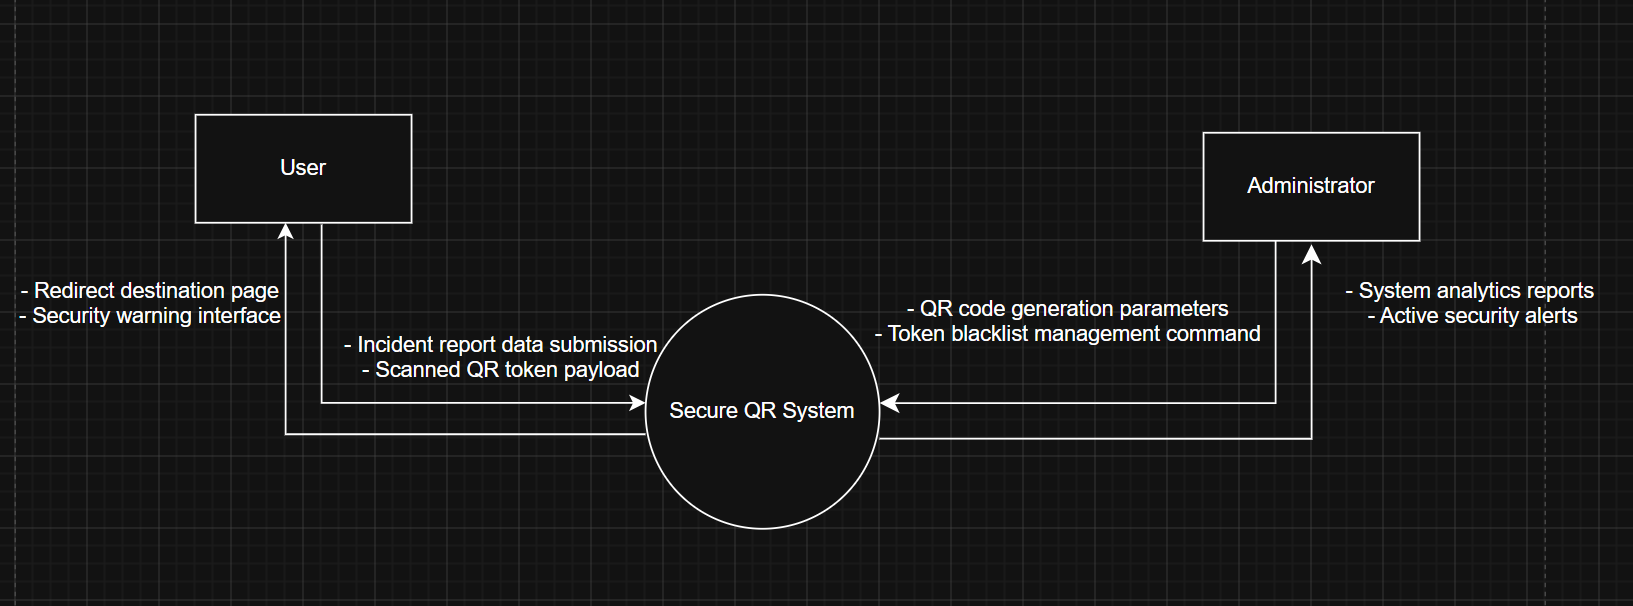 User
Administrator
- Redirect destination page
- Security warning interface
- Incident report data submission
- Scanned QR token payload
Secure QR System
- QR code generation parameters
- Token blacklist management command
- System analytics reports
- Active security alerts